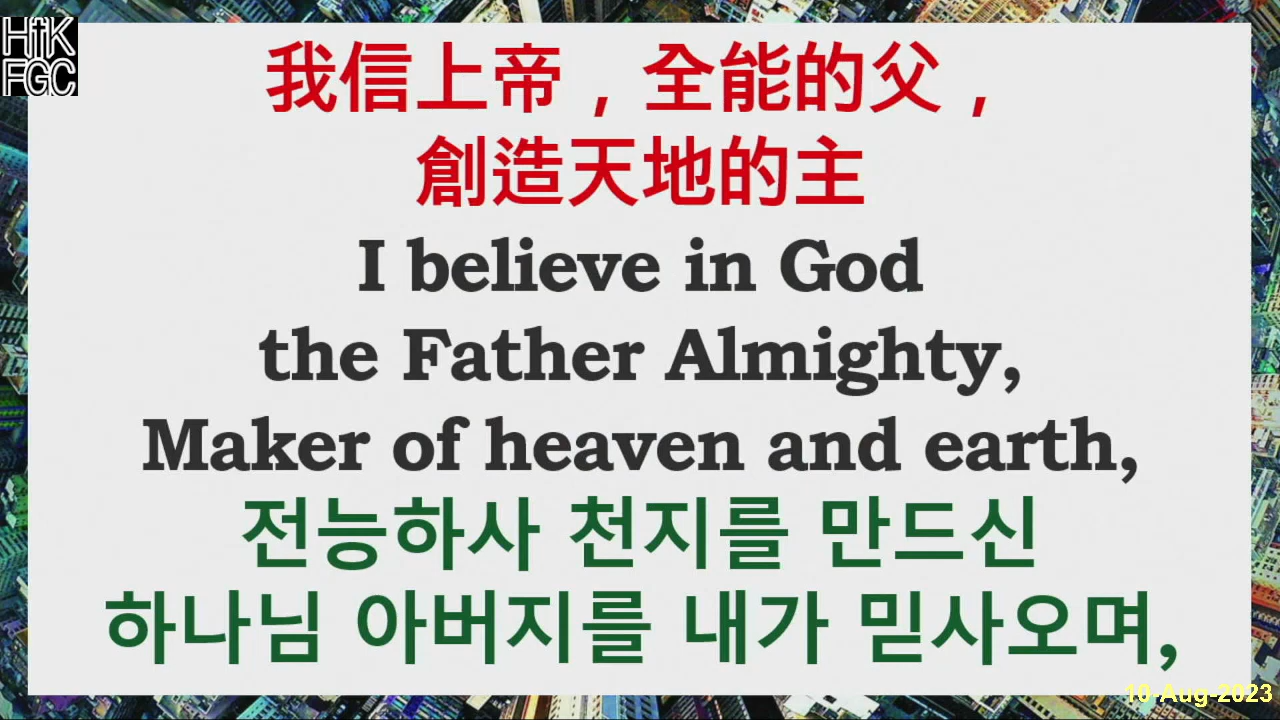 HfK
FGC
我信上帝，全能的父，
創造天地的主
I believe in God
the Father Almighty,
Maker of heaven and earth,
전능하사 천지를 만드신
하나님 아버지를 내가 믿사오며,
10-Aug-2023